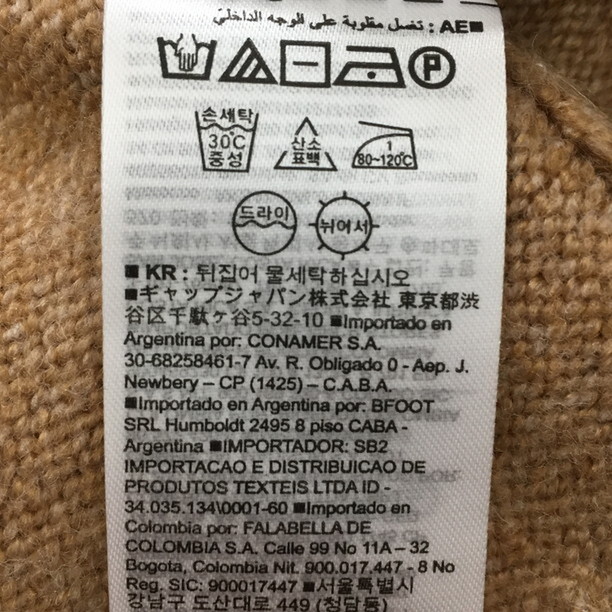 ■AE : تغسل مقلوبة على الوجه الداخلي
P
손세탁
30℃
중성
산소
표백
1
80~120℃
드라이
뉘어서
■ KR : 뒤집어 물세탁하십시오
■ギャップジャパン株式会社 東京都渋
谷区千駄ヶ谷5-32-10 ■Importado en
Argentina por: CONAMER S.A.
30-68258461-7 Av. R. Obligado 0 - Aep. J.
Newbery – CP (1425) – C.A.B.A.
■Importado en Argentina por: BFOOT
SRL Humboldt 2495 8 piso CABA -
Argentina ■IMPORTADOR: SB2
IMPORTACAO E DISTRIBUICAO DE
PRODUTOS TEXTEIS LTDA ID -
34.035.134\0001-60 ■Importado en
Colombia por: FALABELLA DE
COLOMBIA S.A. Calle 99 No 11A – 32
Bogota, Colombia Nit. 900.017.447 - 8 No
Reg. SIC: 900017447 ■서울특별시
강남구 도산대로 449 (청담동)